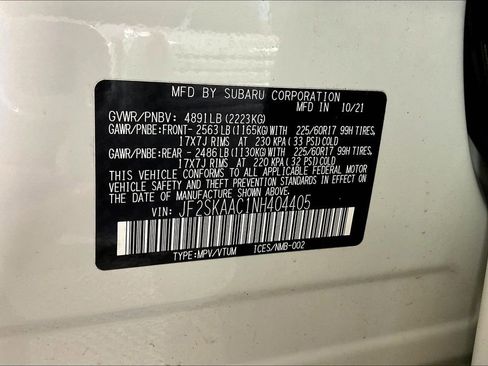 MFD BY SUBARU CORPORATION
MFD IN 10/21
GVWR/PNBV: 4891LB (2223KG)
GAWR/PNBE:FRONT- 2563LB (1165KG)WITH 225/60R17 99H TIRES,
17X7J RIMS, AT 230 KPA (33 PSI)COLD
GAWR/PNBE:REAR - 2486LB (1130KG)WITH 225/60R17 99H TIRES,
17X7J RIMS, AT 220 KPA (32 PSI)COLD
THIS VEHICLE CONFORMS TO ALL APPLICABLE FEDERAL MOTOR
VEHICLE SAFETY AND THEFT PREVENTION STANDARDS IN EFFECT ON
THE DATE OF MANUFACTURE SHOWN ABOVE.
VIN: JF2SKAAC1NH404405
TYPE:MPV/VTUM ICES/NMB-002